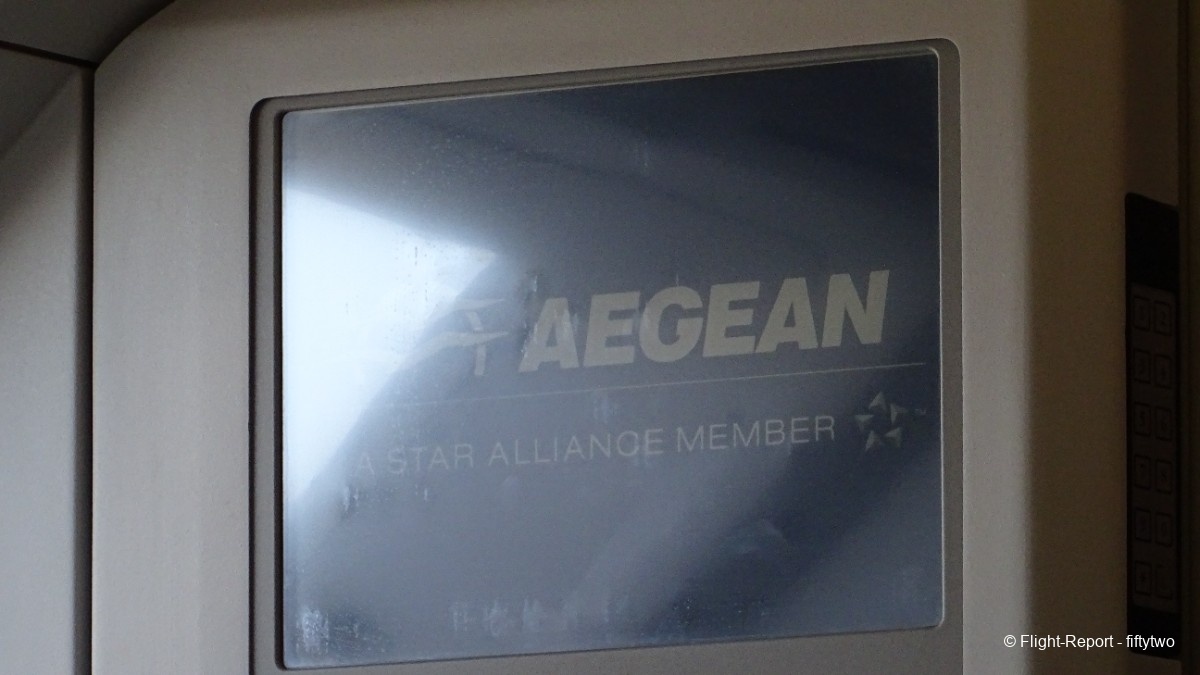 AEGEAN
A STAR ALLIANCE MEMBER
© Flight-Report - fiftytwo